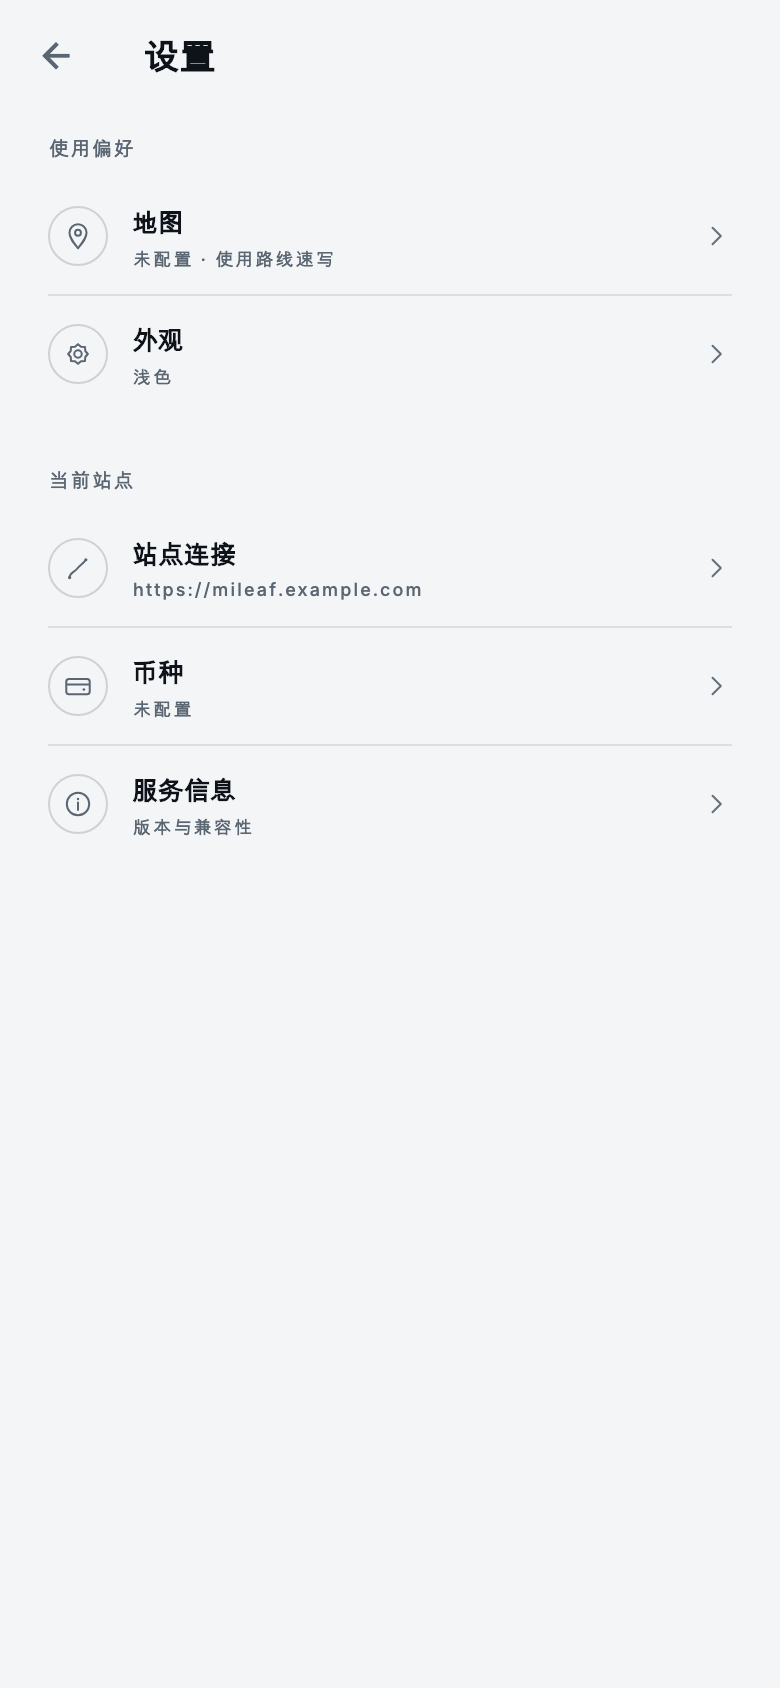 设置
使用偏好
地图
未配置 · 使用路线速写
外观
浅色
当前站点
站点连接
https://mileaf.example.com
币种
未配置
服务信息
版本与兼容性